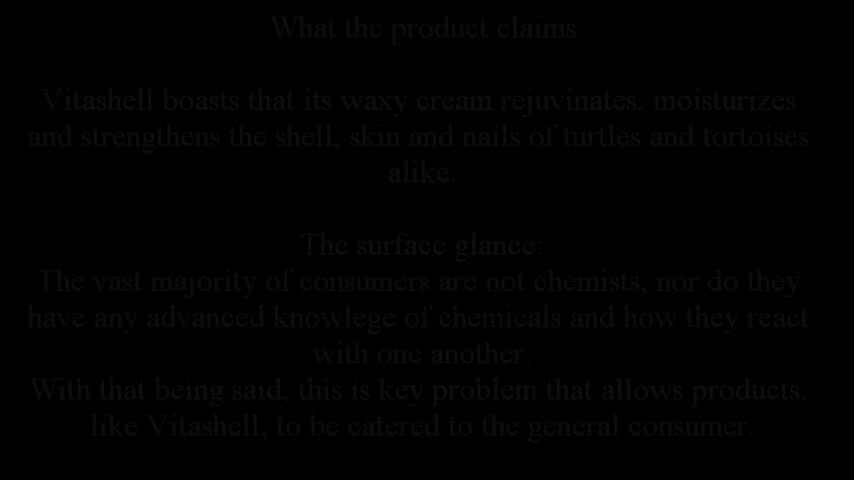 What the product claims
Vitashell boasts that its waxy cream rejuvinates, moisturizes
and strengthens the shell, skin and nails of turtles and tortoises
alike.
The surface glance:
The vast majority of consumers are not chemists, nor do they
have any advanced knowlege of chemicals and how they react
with one another.
With that being said, this is key problem that allows products,
like Vitashell, to be catered to the general consumer.